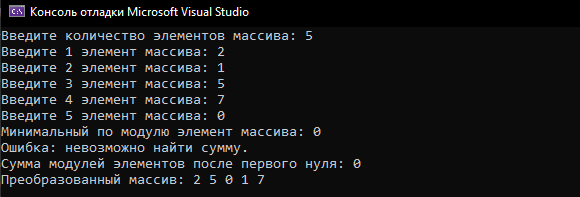 Консоль отладки Microsoft Visual Studio
Введите количество элементов массива: 5
Введите 1 элемент массива: 2
Введите 2 элемент массива: 1
Введите 3 элемент массива: 5
Введите 4 элемент массива: 7
Введите 5 элемент массива: 0
Минимальный по модулю элемент массива: 0
Ошибка: невозможно найти сумму.
Сумма модулей элементов после первого нуля: 0
Преобразованный массив: 2 5 0 1 7